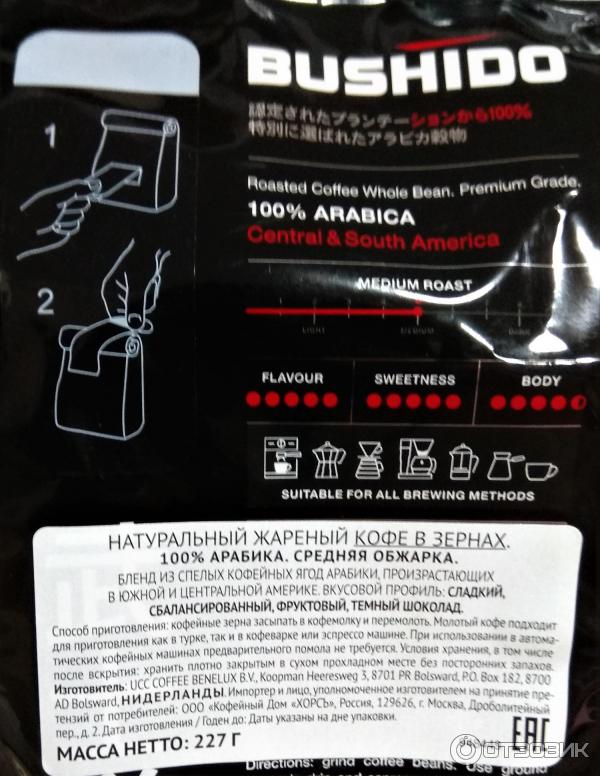 BUSHIDO
認定されたプランテーションから100%
特別に選ばれたアラビカ穀物
1
Roasted Coffee Whole Bean. Premium Grade.
100% ARABICA
Central & South America
2
MEDIUM ROAST
LIGHT MEDIUM DARK
FLAVOUR SWEETNESS BODY
SUITABLE FOR ALL BREWING METHODS
НАТУРАЛЬНЫЙ ЖАРЕНЫЙ КОФЕ В ЗЕРНАХ.
100% АРАБИКА. СРЕДНЯЯ ОБЖАРКА.
БЛЕНД ИЗ СПЕЛЫХ КОФЕЙНЫХ ЯГОД АРАБИКИ, ПРОИЗРАСТАЮЩИХ
В ЮЖНОЙ И ЦЕНТРАЛЬНОЙ АМЕРИКЕ. ВКУСОВОЙ ПРОФИЛЬ: СЛАДКИЙ,
СБАЛАНСИРОВАННЫЙ, ФРУКТОВЫЙ, ТЕМНЫЙ ШОКОЛАД.
Способ приготовления: кофейные зерна засыпать в кофемолку и перемолоть. Молотый кофе подходит
для приготовления как в турке, так и в кофеварке или эспрессо машине. При использовании в автома-
тических кофейных машинах предварительного помола не требуется. Условия хранения, в том числе
после вскрытия: хранить плотно закрытым в сухом прохладном месте без посторонних запахов.
Изготовитель: UCC COFFEE BENELUX B.V., Koopman Heeresweg 3, 8701 PR Bolsward, P.O. Box 182, 8700
AD Bolsward, НИДЕРЛАНДЫ. Импортер и лицо, уполномоченное изготовителем на принятие пре-
тензий от потребителей: ООО «Кофейный Дом «ХОРСЪ», Россия, 129626, г. Москва, Дроболитейный
пер., д. 2. Дата изготовления / Годен до: Даты указаны на дне упаковки.
МАССА НЕТТО: 227 Г
EAC
ОТЗОВИК
Directions: grind coffee beans. Use ground